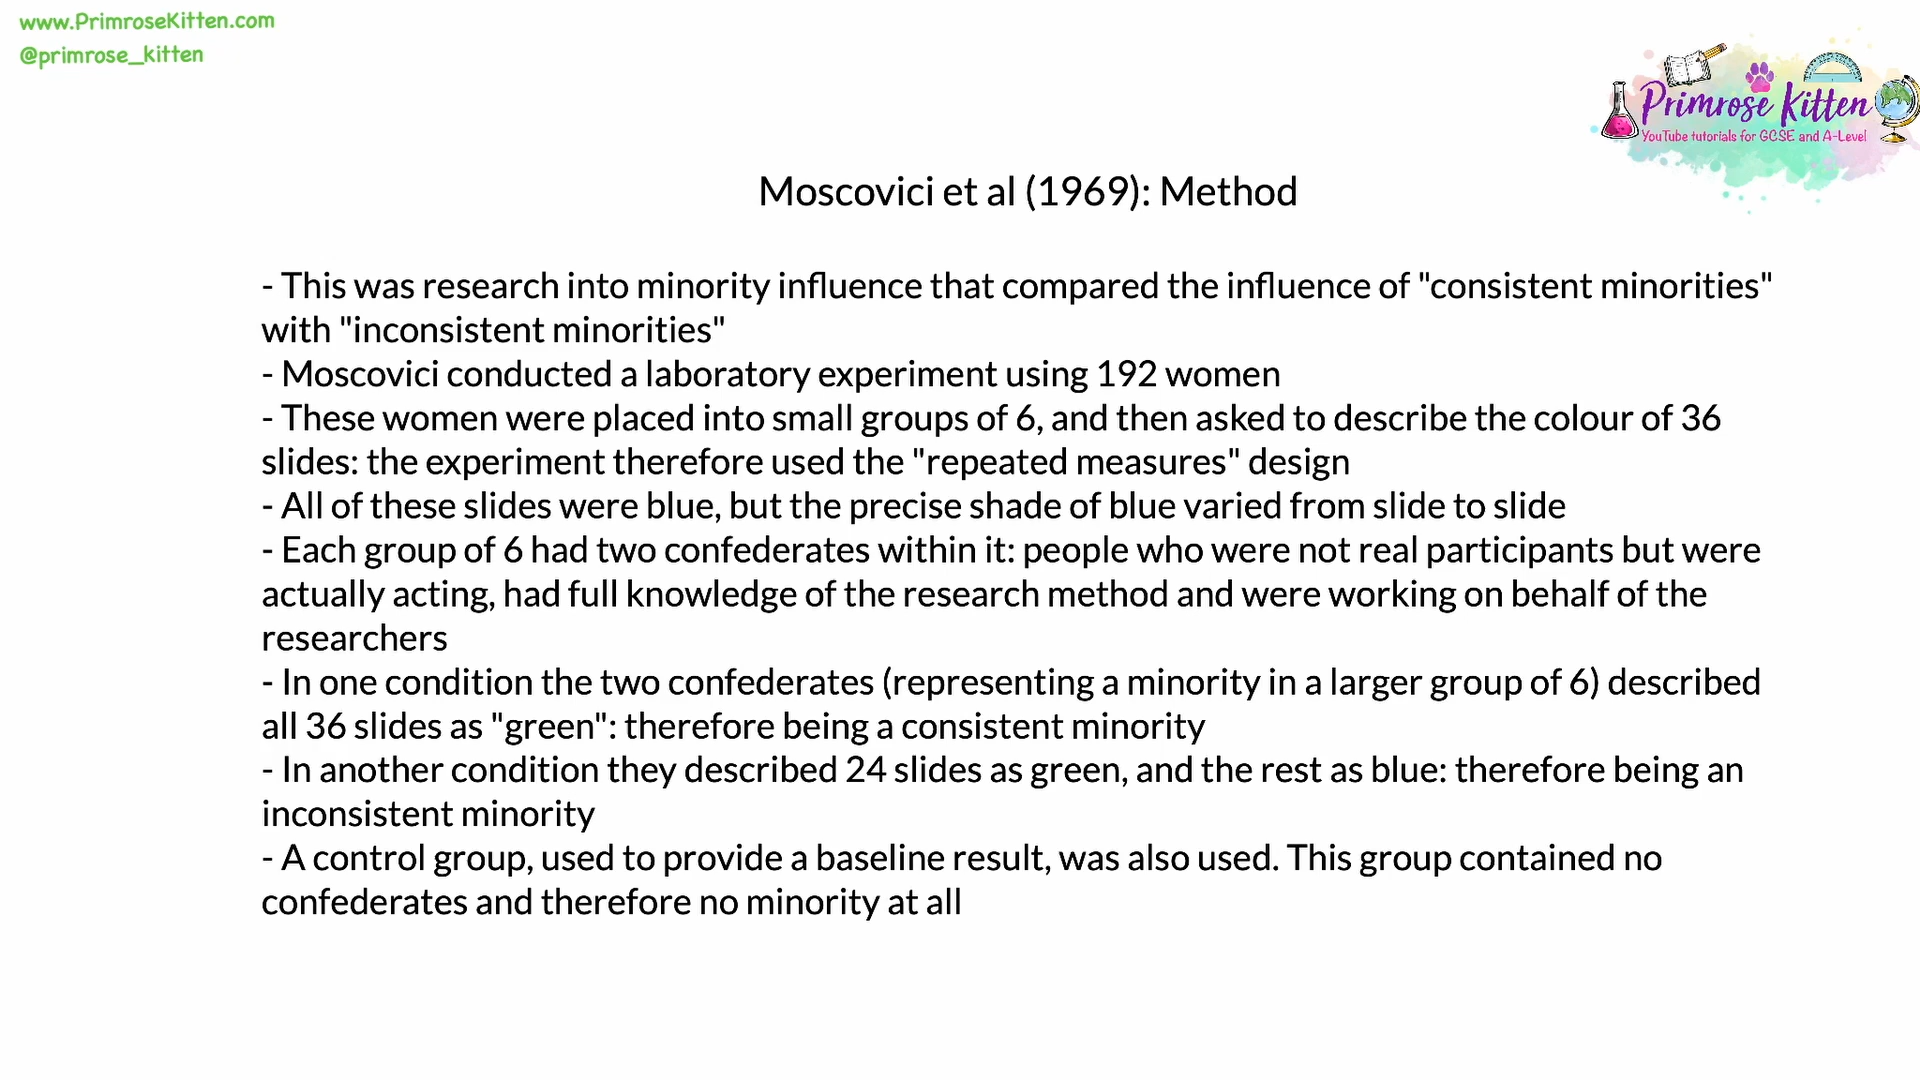 www.PrimroseKitten.com
@primrose_kitten
Primrose Kitten
YouTube tutorials for GCSE and A-Level
Moscovici et al (1969): Method
- This was research into minority influence that compared the influence of "consistent minorities"
with "inconsistent minorities"
- Moscovici conducted a laboratory experiment using 192 women
- These women were placed into small groups of 6, and then asked to describe the colour of 36
slides: the experiment therefore used the "repeated measures" design
- All of these slides were blue, but the precise shade of blue varied from slide to slide
- Each group of 6 had two confederates within it: people who were not real participants but were
actually acting, had full knowledge of the research method and were working on behalf of the
researchers
- In one condition the two confederates (representing a minority in a larger group of 6) described
all 36 slides as "green": therefore being a consistent minority
- In another condition they described 24 slides as green, and the rest as blue: therefore being an
inconsistent minority
- A control group, used to provide a baseline result, was also used. This group contained no
confederates and therefore no minority at all